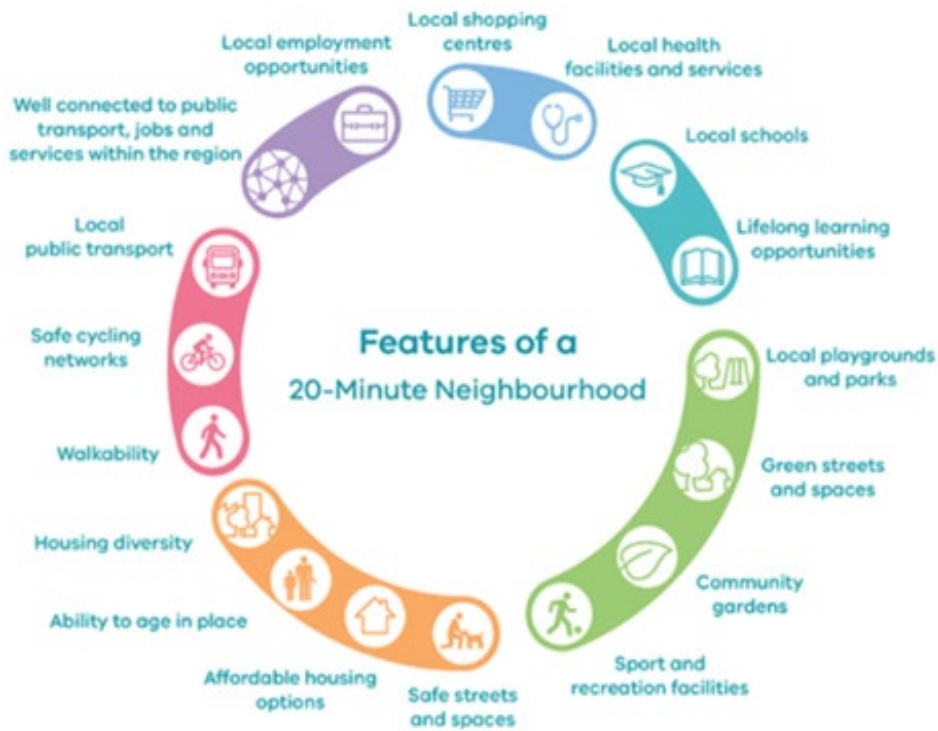 Features of a
20-Minute Neighbourhood
Local shopping
centres
Local health
facilities and services
Local schools
Lifelong learning
opportunities
Local playgrounds
and parks
Green streets
and spaces
Community
gardens
Sport and
recreation facilities
Safe streets
and spaces
Affordable housing
options
Ability to age in place
Housing diversity
Walkability
Safe cycling
networks
Local
public transport
Well connected to public
transport, jobs and
services within the region
Local employment
opportunities